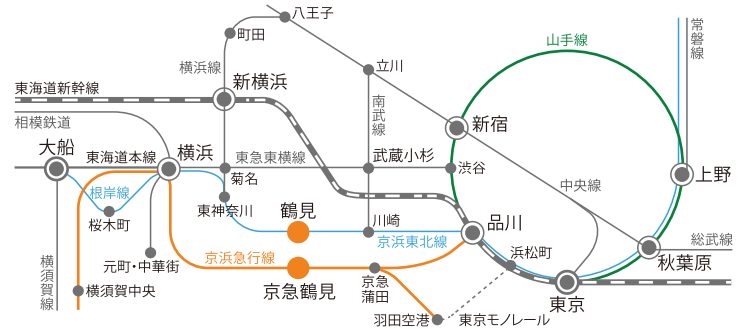 八王子
町田
常磐線
山手線
横浜線
新横浜
立川
東海道新幹線
南武線
相模鉄道
新宿
大船
東海道本線
横浜
東急東横線
武蔵小杉
渋谷
上野
菊名
中央線
根岸線
桜木町
東神奈川
鶴見
川崎
品川
京浜東北線
総武線
浜松町
秋葉原
元町・中華街
京浜急行線
横須賀線
横須賀中央
京急鶴見
京急
蒲田
東京
羽田空港
東京モノレール